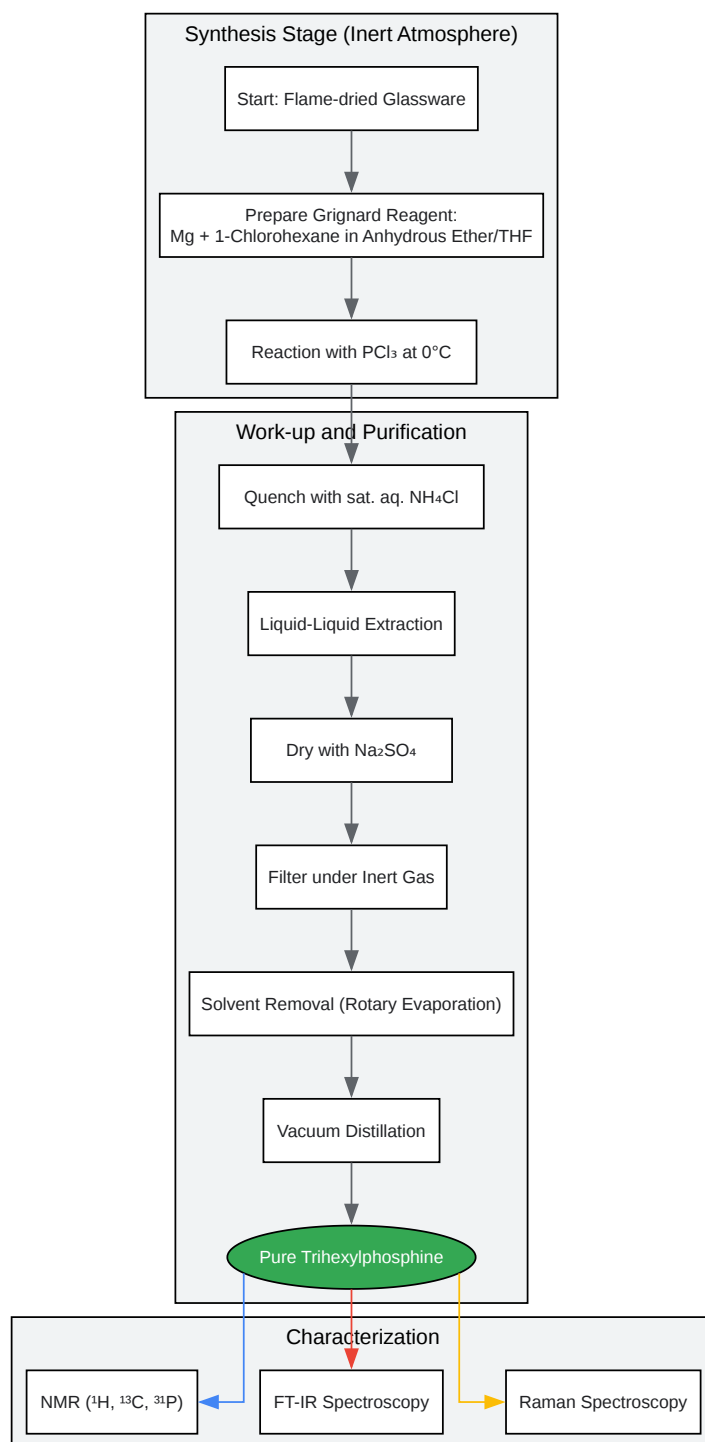 Synthesis Stage (Inert Atmosphere)
Start: Flame-dried Glassware
Prepare Grignard Reagent:
Mg + 1-Chlorohexane in Anhydrous Ether/THF
Reaction with PCl₃ at 0°C
Work-up and Purification
Quench with sat. aq. NH₄Cl
Liquid-Liquid Extraction
Dry with Na₂SO₄
Filter under Inert Gas
Solvent Removal (Rotary Evaporation)
Vacuum Distillation
Pure Trihexylphosphine
Characterization
NMR (¹H, ¹³C, ³¹P)
FT-IR Spectroscopy
Raman Spectroscopy